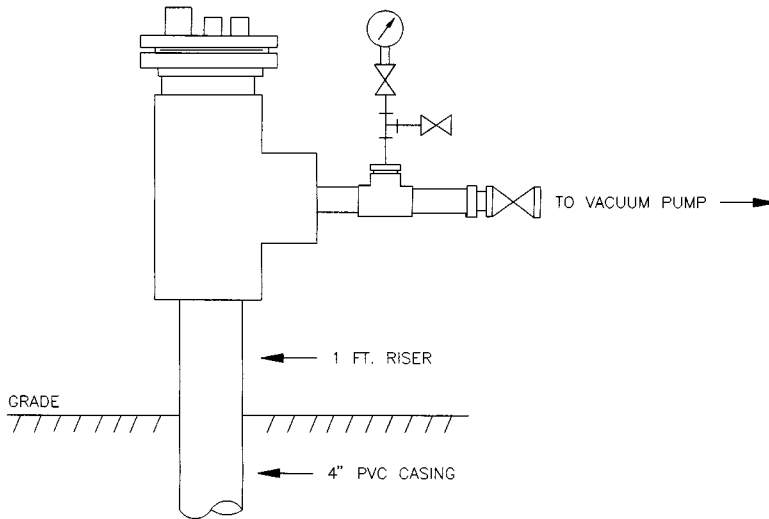 TO VACUUM PUMP
1 FT. RISER
GRADE
4" PVC CASING